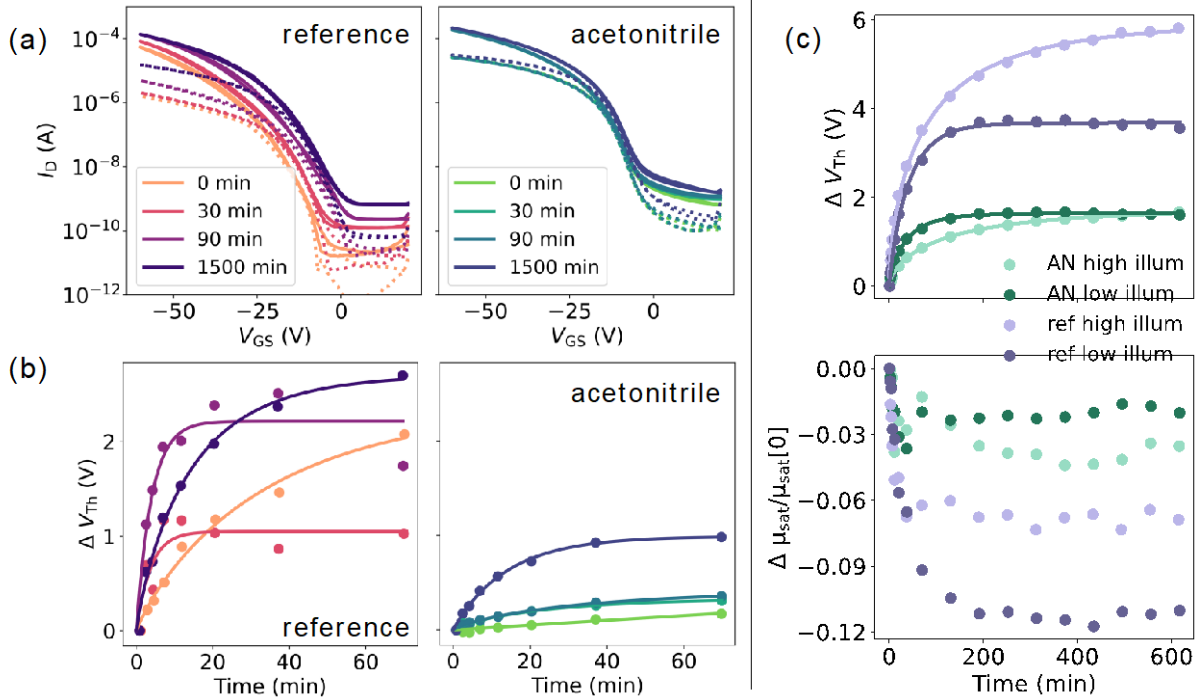 (a)
reference
acetonitrile
10⁻⁴
10⁻⁶
10⁻⁸
10⁻¹⁰
10⁻¹²
I_D (A)
0 min
30 min
90 min
1500 min
0 min
30 min
90 min
1500 min
−50 −25 0
V_GS (V)
−50 −25 0
V_GS (V)
(b)
reference
acetonitrile
2
1
0
Δ V_Th (V)
0 20 40 60
Time (min)
0 20 40 60
Time (min)
(c)
6
4
2
0
Δ V_Th (V)
AN high illum
AN low illum
ref high illum
ref low illum
0.00
−0.03
−0.06
−0.09
−0.12
Δ μ_sat/μ_sat[0]
0 200 400 600
Time (min)